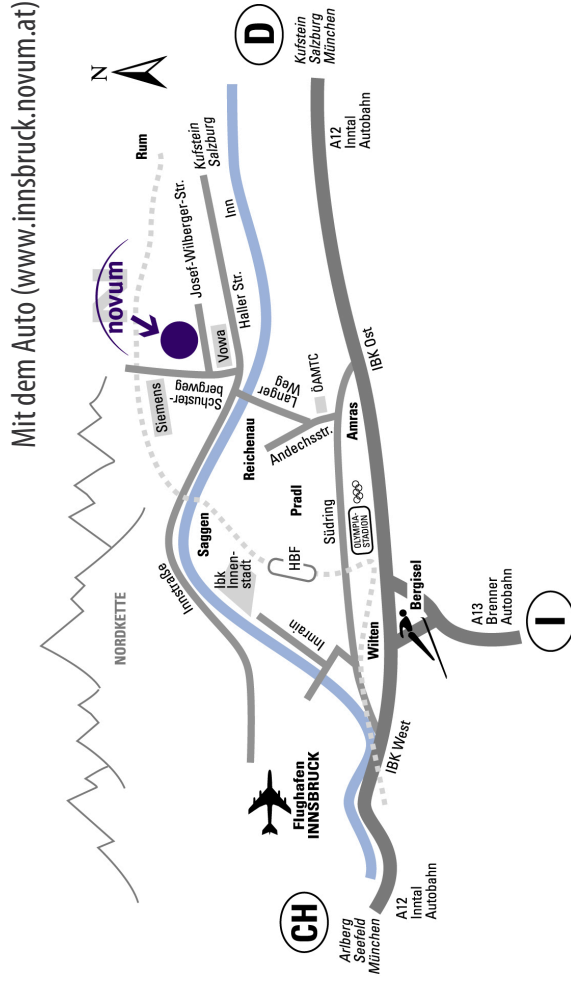 Mit dem Auto (www.innsbruck.novum.at)
N
NORDKETTE
novum
Rum
Siemens
Schuster-
bergweg
Josef-Wilberger-Str.
Vowa
Haller Str.
Kufstein
Salzburg
Inn
D
Kufstein
Salzburg
München
Innstraße
Saggen
Ibk
Innen-
stadt
Reichenau
Langer
Weg
ÖAMTC
Andechsstr.
Pradl
HBF
Innrain
Südring
Amras
OLYMPIA-
STADION
Wilten
Bergisel
IBK Ost
A12
Inntal
Autobahn
Flughafen
INNSBRUCK
IBK West
CH
Arlberg
Seefeld
München
A12
Inntal
Autobahn
A13
Brenner
Autobahn
I